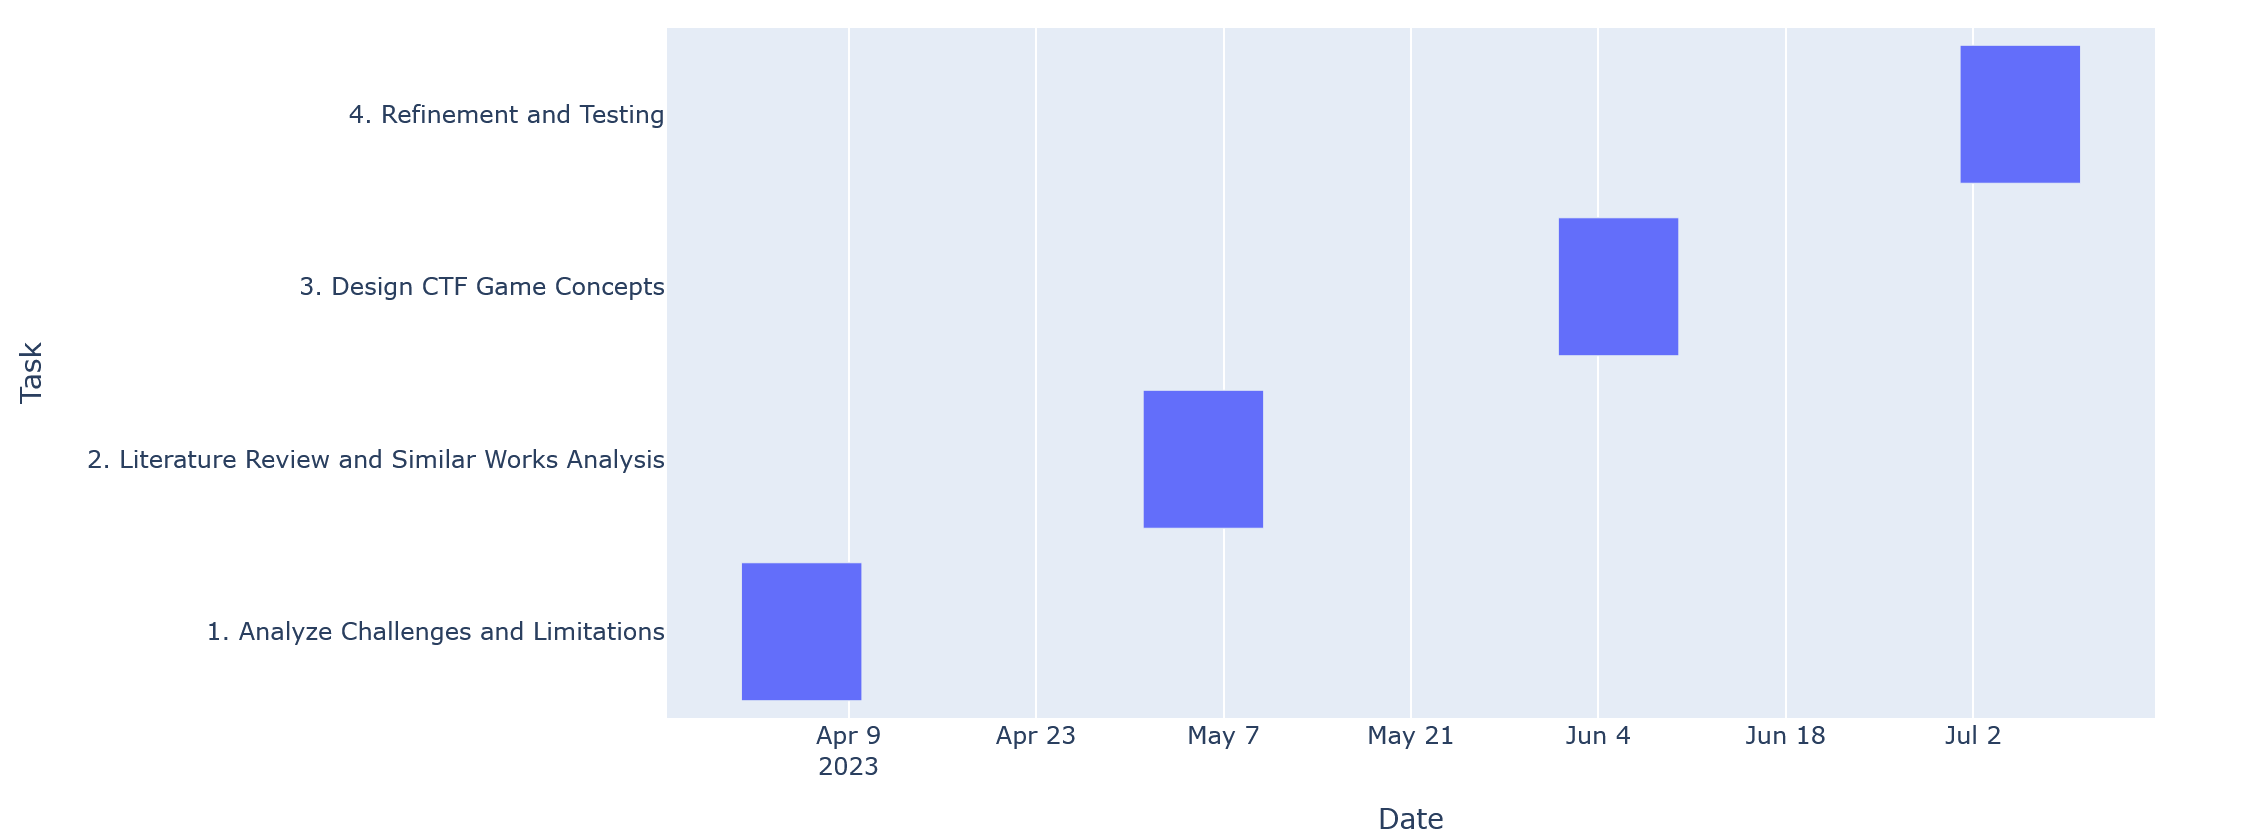 4. Refinement and Testing
3. Design CTF Game Concepts
2. Literature Review and Similar Works Analysis
1. Analyze Challenges and Limitations
Task
Apr 9
2023
Apr 23
May 7
May 21
Jun 4
Jun 18
Jul 2
Date